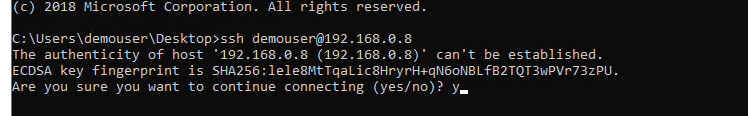 (c) 2018 Microsoft Corporation. All rights reserved.
C:\Users\demouser\Desktop>ssh demouser@192.168.0.8
The authenticity of host '192.168.0.8 (192.168.0.8)' can't be established.
ECDSA key fingerprint is SHA256:lele8MtTqaLic8HryrH+qN6oNBLfB2TQT3wPVr73zPU.
Are you sure you want to continue connecting (yes/no)? y_